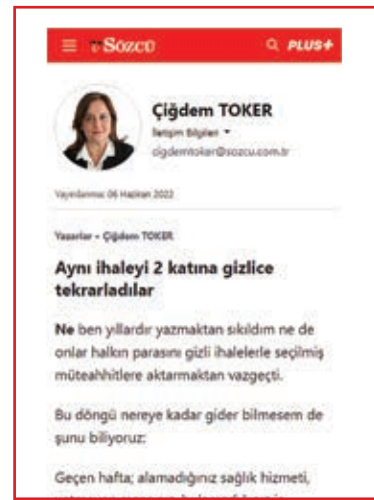 Sözcü PLUS+
Çiğdem TOKER
İletişim Bilgileri
cigdemtoker@sozcu.com.tr
Yayınlanma: 06 Haziran 2022
Yazarlar - Çiğdem TOKER
Aynı ihaleyi 2 katına gizlice
tekrarladılar
Ne ben yıllardır yazmaktan sıkıldım ne de
onlar halkın parasını gizli ihalelerle seçilmiş
müteahhitlere aktarmaktan vazgeçti.
Bu döngü nereye kadar gider bilmesem de
şunu biliyoruz:
Geçen hafta; alamadığınız sağlık hizmeti,